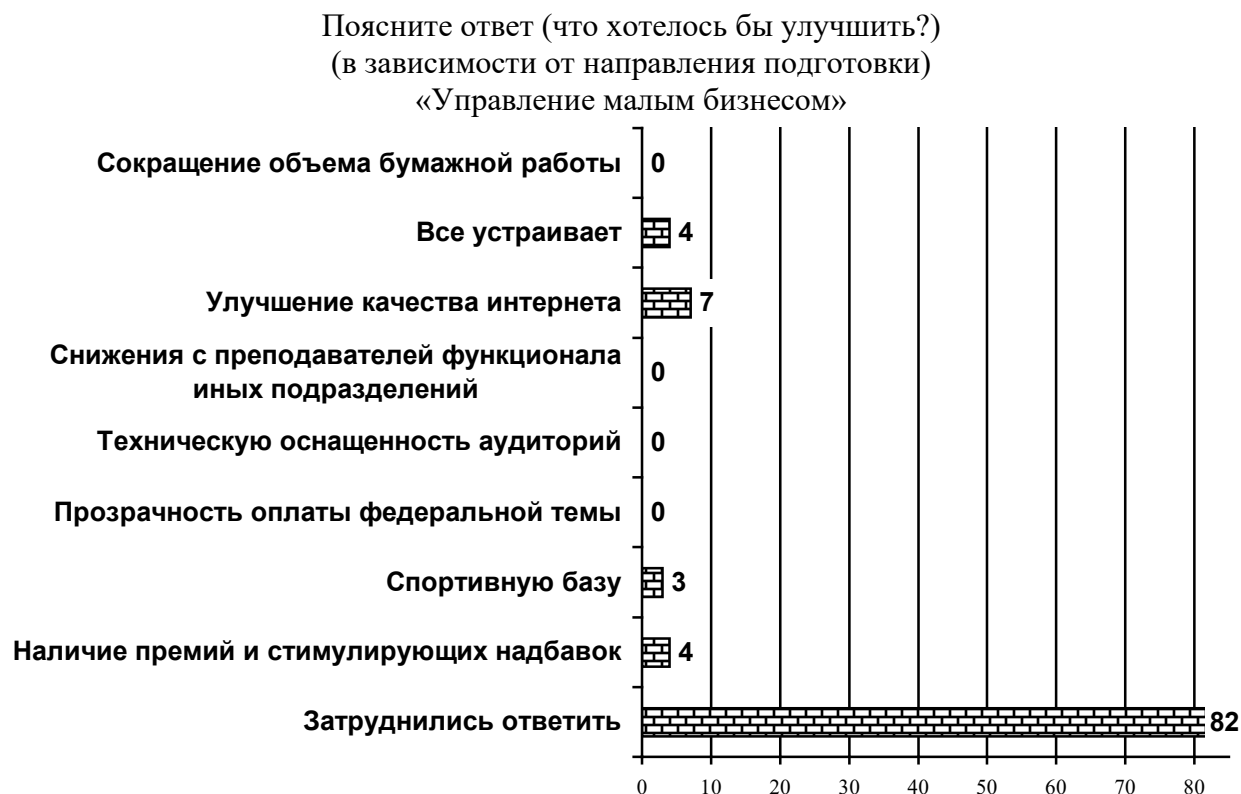 Поясните ответ (что хотелось бы улучшить?)
(в зависимости от направления подготовки)
«Управление малым бизнесом»
Сокращение объема бумажной работы 0
Все устраивает 4
Улучшение качества интернета 7
Снижения с преподавателей функционала
иных подразделений 0
Техническую оснащенность аудиторий 0
Прозрачность оплаты федеральной темы 0
Спортивную базу 3
Наличие премий и стимулирующих надбавок 4
Затруднились ответить 82
0 10 20 30 40 50 60 70 80